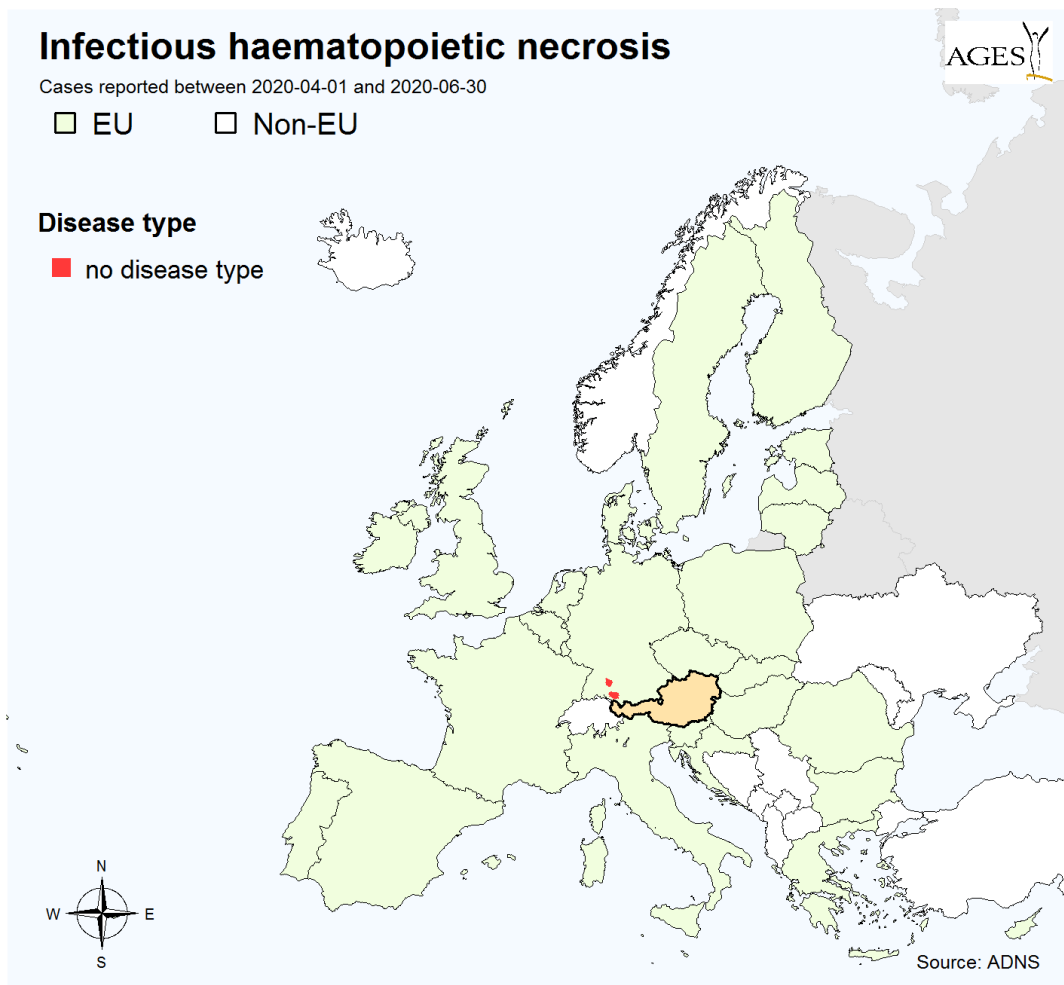 Infectious haematopoietic necrosis
Cases reported between 2020-04-01 and 2020-06-30
EU
Non-EU
AGES
Disease type
no disease type
N
W
E
S
Source: ADNS